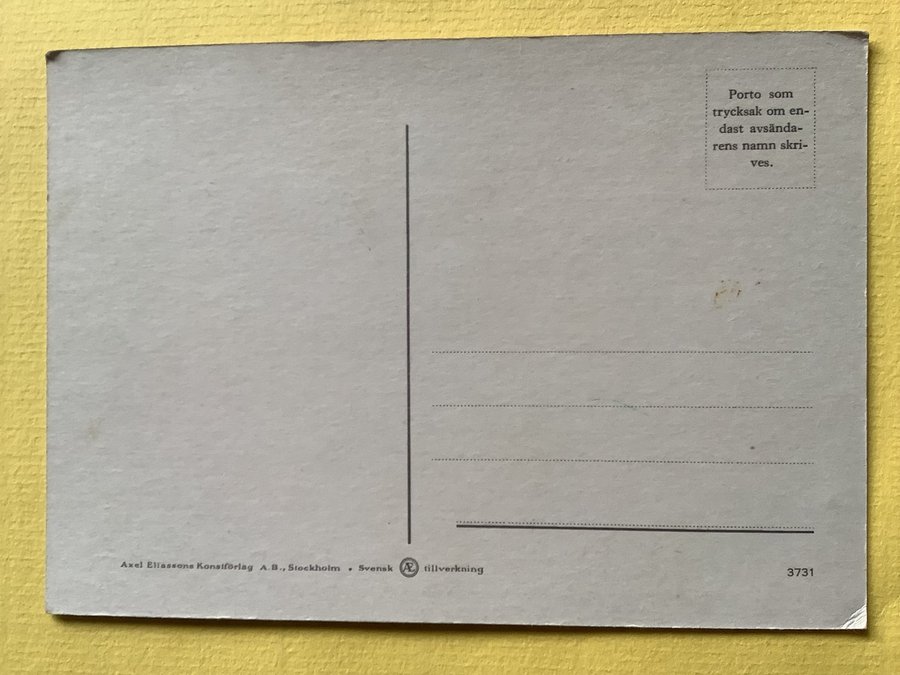 Porto som
trycksak om en-
dast avsända-
rens namn skri-
ves.
Axel Eliassons Konstförlag A.B., Stockholm • Svensk Æ tillverkning
3731